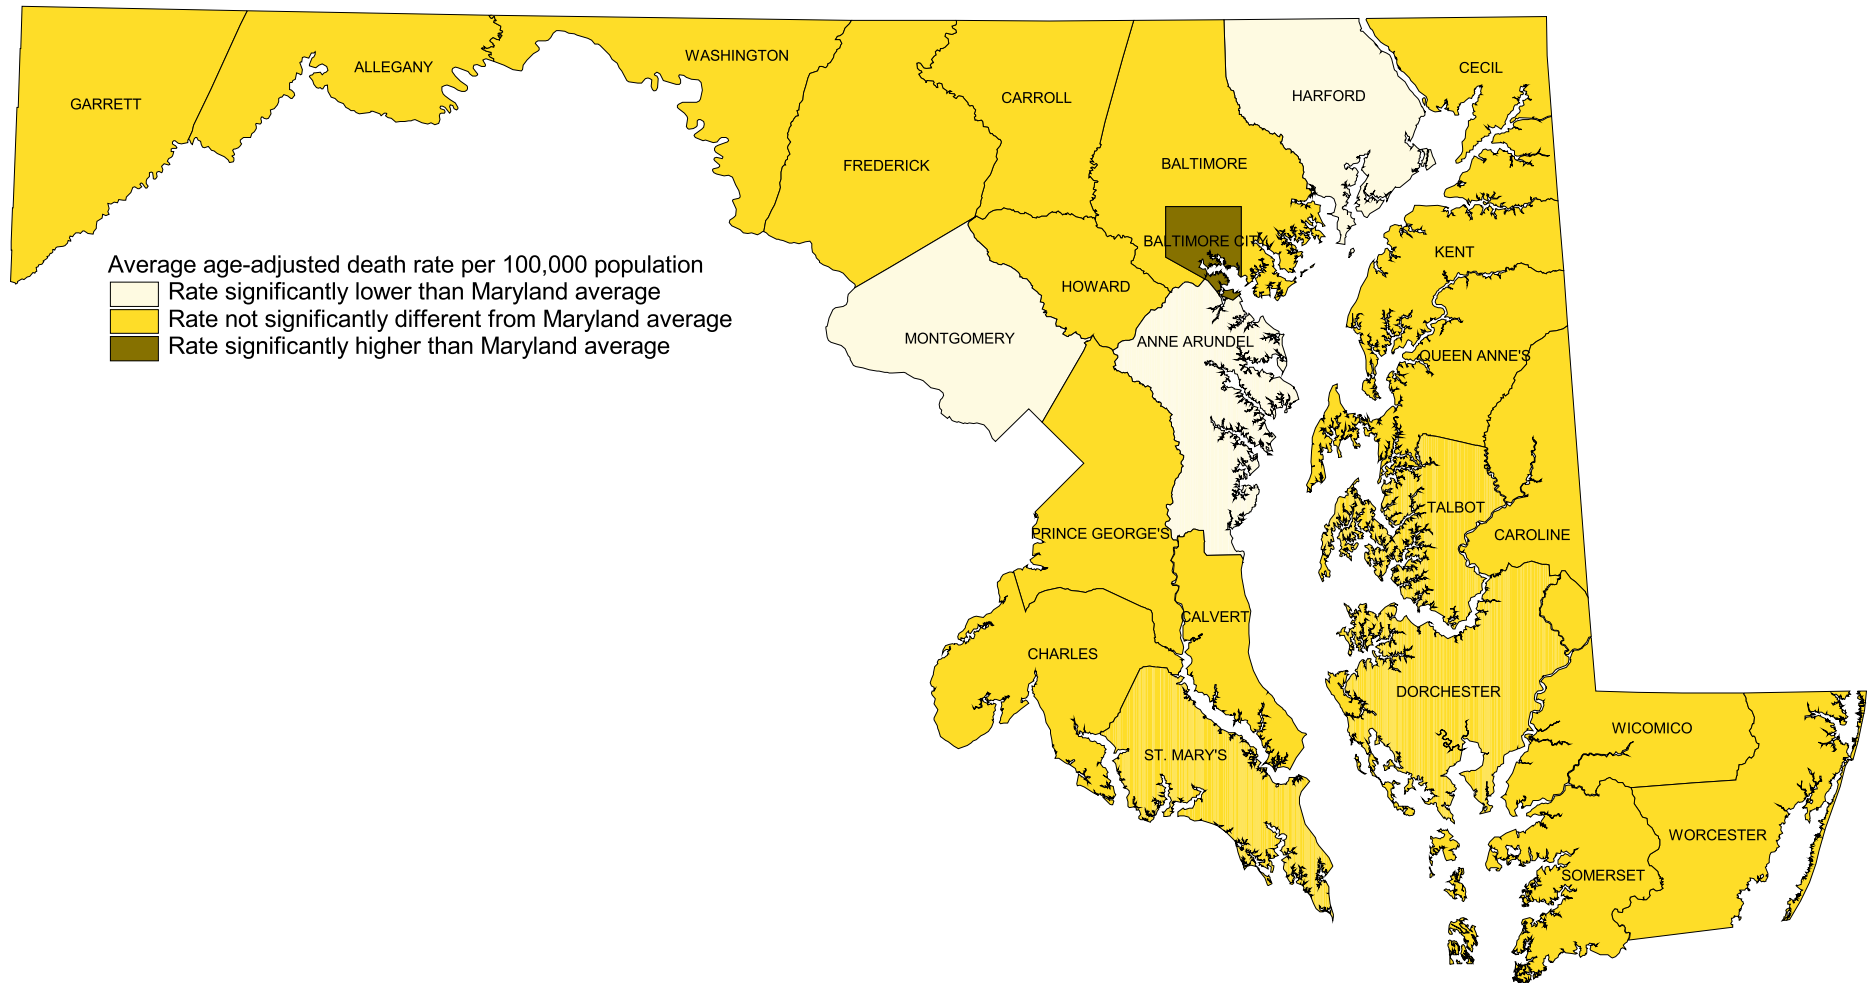 WASHINGTON
ALLEGANY
CECIL
GARRETT
CARROLL
HARFORD
FREDERICK
BALTIMORE
BALTIMORE CITY
KENT
Average age-adjusted death rate per 100,000 population
Rate significantly lower than Maryland average
Rate not significantly different from Maryland average
Rate significantly higher than Maryland average
HOWARD
MONTGOMERY
ANNE ARUNDEL
QUEEN ANNE'S
TALBOT
PRINCE GEORGE'S
CAROLINE
CALVERT
CHARLES
DORCHESTER
WICOMICO
ST. MARY'S
WORCESTER
SOMERSET